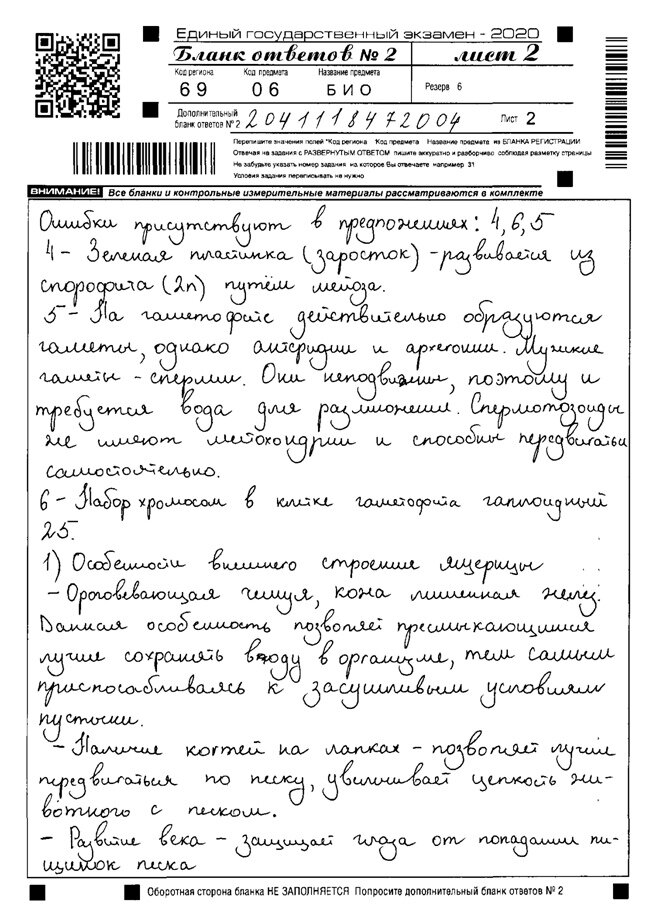 Единый государственный экзамен - 2020
Бланк ответов № 2 лист 2
Код региона Код предмета Название предмета
69 06 БИО Резерв 6
Дополнительный
бланк ответов № 2 2041118472004 Лист 2
Перепишите значения полей "Код региона "Код предмета "Название предмета из БЛАНКА РЕГИСТРАЦИИ
Отвечая на задания с РАЗВЕРНУТЫМ ОТВЕТОМ пишите аккуратно и разборчиво соблюдая разметку страницы
Не забудьте указать номер задания на которое Вы отвечаете например 31
Условия задания переписывать не нужно
ВНИМАНИЕ! Все бланки и контрольные измерительные материалы рассматриваются в комплекте
Ошибки присутствуют в предложениях: 4, 6, 5
4 - Зеленая пластинка (заросток) - развивается из
спорофита (2n) путём мейоза.
5 - На гаметофите действительно образуются
гаметы, однако антеридии и архегонии. Мужские
гаметы - спермии. Они неподвижны, поэтому и
требуется вода для размножения. Сперматозоиды
же имеют митохондрии и способны передвигаться
самостоятельно.
6 - Набор хромосом в клетке гаметофита гаплоидный
25.
1) Особенности внешнего строение ящерицы
- Ороговевающая чешуя, кожа лишенная желез.
Данная особенность позволяет пресмыкающимся
лучше сохранять воду в организме, тем самым
приспосабливаясь к засушливым условиям
пустыни.
- Наличие когтей на лапках - позволяет лучше
передвигаться по песку, увеличивает цепкость жи-
вотного с песком.
- Развитие века - защищает глаза от попадания пи-
щинок песка
Оборотная сторона бланка НЕ ЗАПОЛНЯЕТСЯ Попросите дополнительный бланк ответов № 2